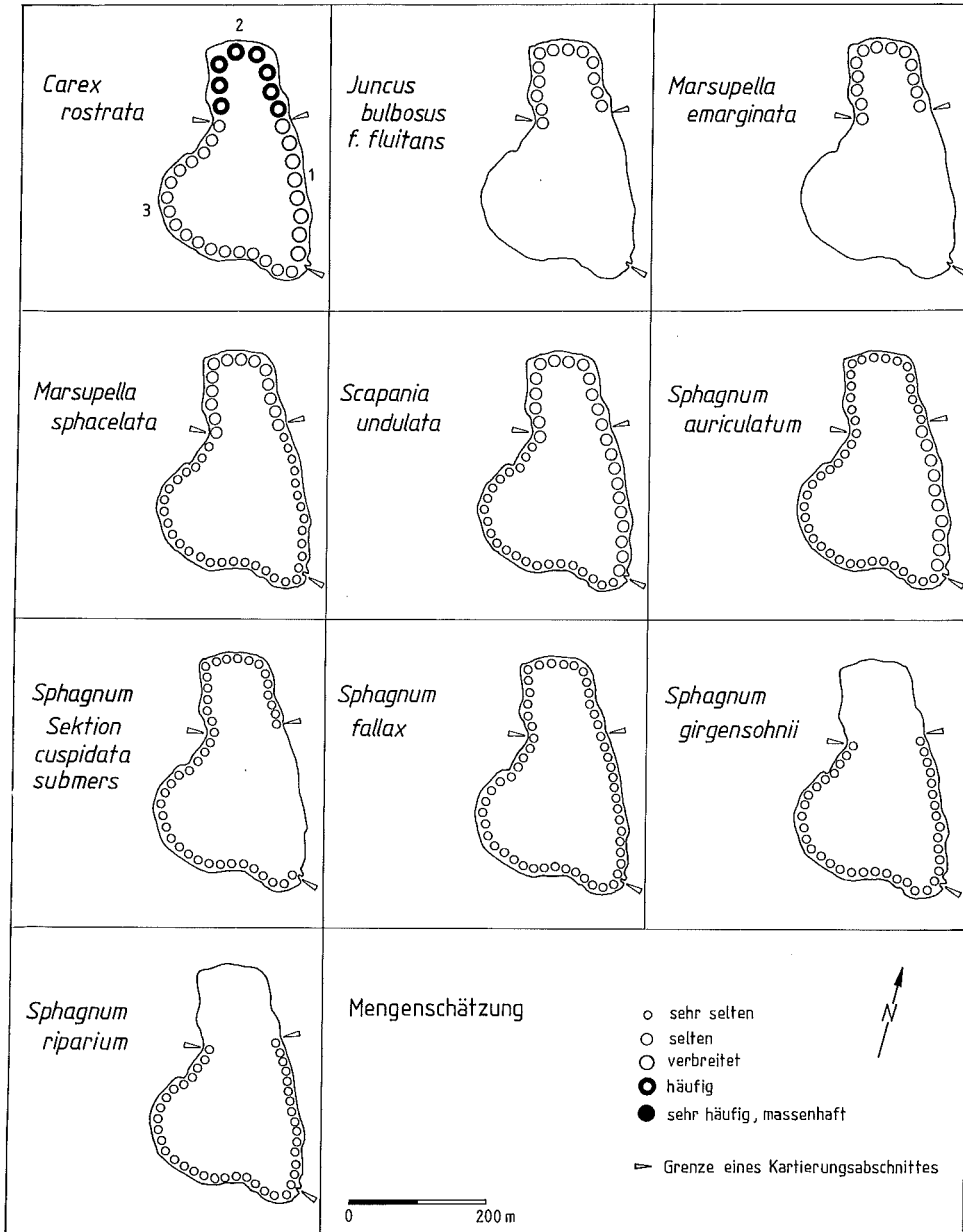 Carex
rostrata
2
1
3
Juncus
bulbosus
f. fluitans
Marsupella
emarginata
Marsupella
sphacelata
Scapania
undulata
Sphagnum
auriculatum
Sphagnum
Sektion
cuspidata
submers
Sphagnum
fallax
Sphagnum
girgensohnii
Sphagnum
riparium
Mengenschätzung
sehr selten
selten
verbreitet
häufig
sehr häufig, massenhaft
Grenze eines Kartierungsabschnittes
N
0 200 m